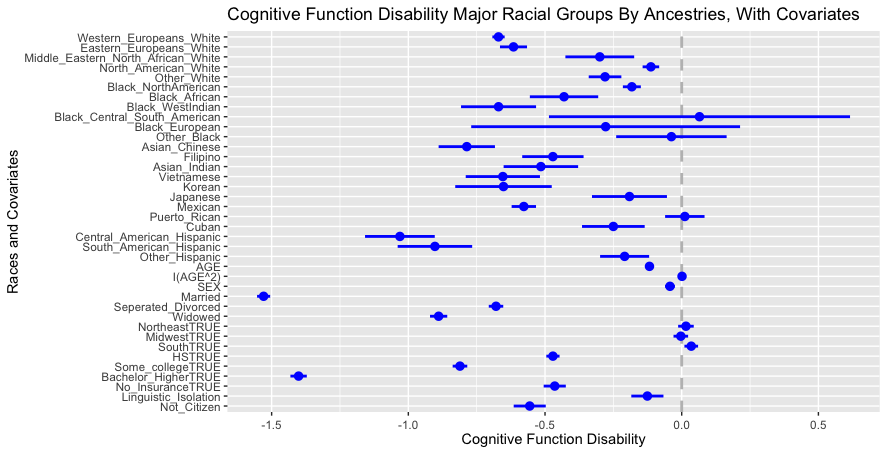 Cognitive Function Disability Major Racial Groups By Ancestries, With Covariates
Races and Covariates
Western_Europeans_White
Eastern_Europeans_White
Middle_Eastern_North_African_White
North_American_White
Other_White
Black_NorthAmerican
Black_African
Black_WestIndian
Black_Central_South_American
Black_European
Other_Black
Asian_Chinese
Filipino
Asian_Indian
Vietnamese
Korean
Japanese
Mexican
Puerto_Rican
Cuban
Central_American_Hispanic
South_American_Hispanic
Other_Hispanic
AGE
I(AGE^2)
SEX
Married
Seperated_Divorced
Widowed
NortheastTRUE
MidwestTRUE
SouthTRUE
HSTRUE
Some_collegeTRUE
Bachelor_HigherTRUE
No_InsuranceTRUE
Linguistic_Isolation
Not_Citizen
-1.5 -1.0 -0.5 0.0 0.5
Cognitive Function Disability